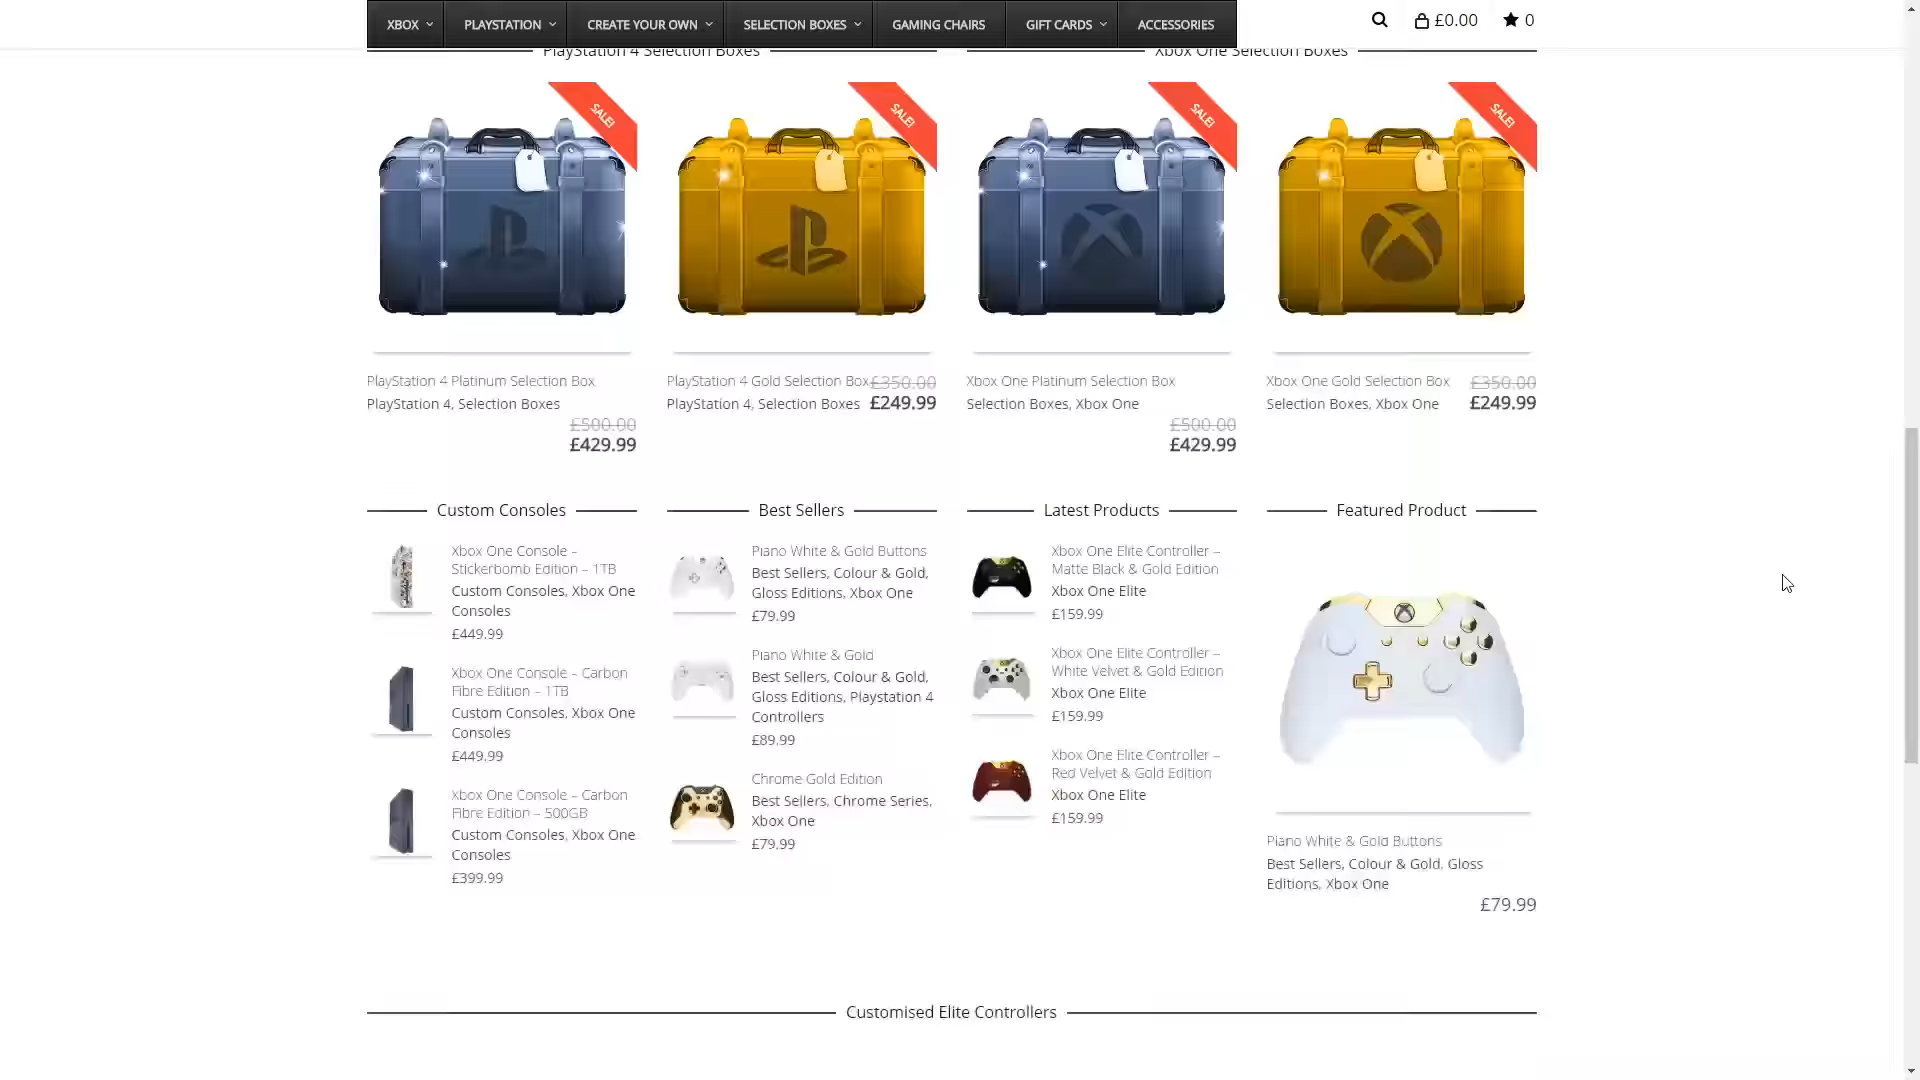 XBOX PLAYSTATION CREATE YOUR OWN SELECTION BOXES GAMING CHAIRS GIFT CARDS ACCESSORIES £0.00 0
PlayStation 4 Selection Boxes
Xbox One Selection Boxes
SALE!
SALE!
SALE!
SALE!
PlayStation 4 Platinum Selection Box
PlayStation 4, Selection Boxes
£500.00
£429.99
PlayStation 4 Gold Selection Box £350.00
PlayStation 4, Selection Boxes £249.99
Xbox One Platinum Selection Box
Selection Boxes, Xbox One
£500.00
£429.99
Xbox One Gold Selection Box £350.00
Selection Boxes, Xbox One £249.99
Custom Consoles
Xbox One Console –
Stickerbomb Edition – 1TB
Custom Consoles, Xbox One
Consoles
£449.99
Xbox One Console – Carbon
Fibre Edition – 1TB
Custom Consoles, Xbox One
Consoles
£449.99
Xbox One Console – Carbon
Fibre Edition – 500GB
Custom Consoles, Xbox One
Consoles
£399.99
Best Sellers
Piano White & Gold Buttons
Best Sellers, Colour & Gold,
Gloss Editions, Xbox One
£79.99
Piano White & Gold
Best Sellers, Colour & Gold,
Gloss Editions, Playstation 4
Controllers
£89.99
Chrome Gold Edition
Best Sellers, Chrome Series,
Xbox One
£79.99
Latest Products
Xbox One Elite Controller –
Matte Black & Gold Edition
Xbox One Elite
£159.99
Xbox One Elite Controller –
White Velvet & Gold Edition
Xbox One Elite
£159.99
Xbox One Elite Controller –
Red Velvet & Gold Edition
Xbox One Elite
£159.99
Featured Product
Piano White & Gold Buttons
Best Sellers, Colour & Gold, Gloss
Editions, Xbox One
£79.99
Customised Elite Controllers